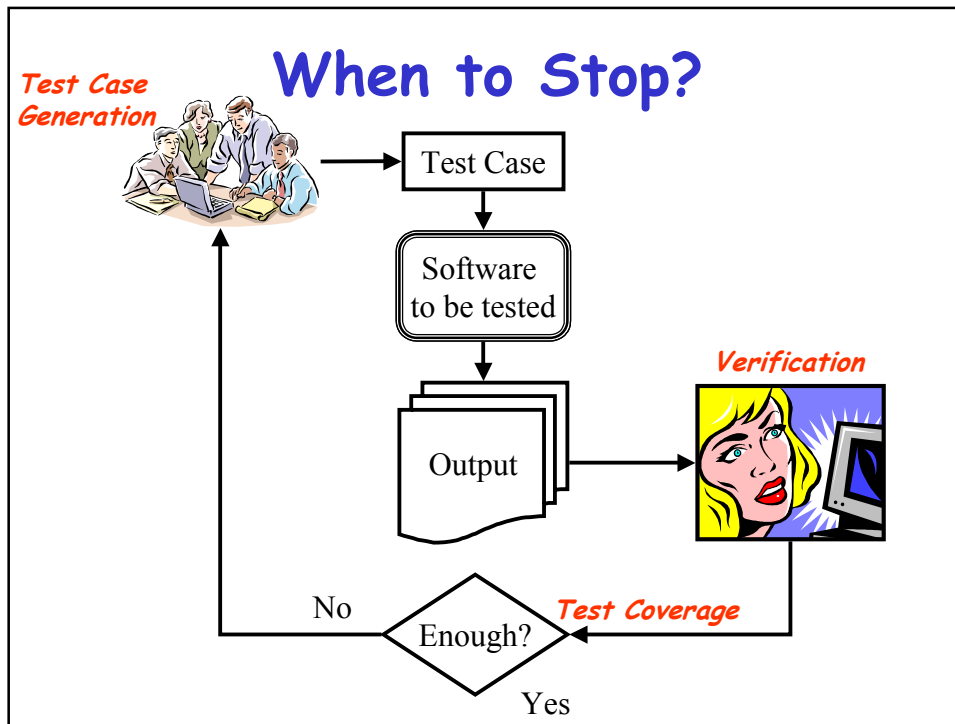 When to Stop?
Test Case
Generation
Test Case
Software
to be tested
Verification
Output
No
Test Coverage
Enough?
Yes